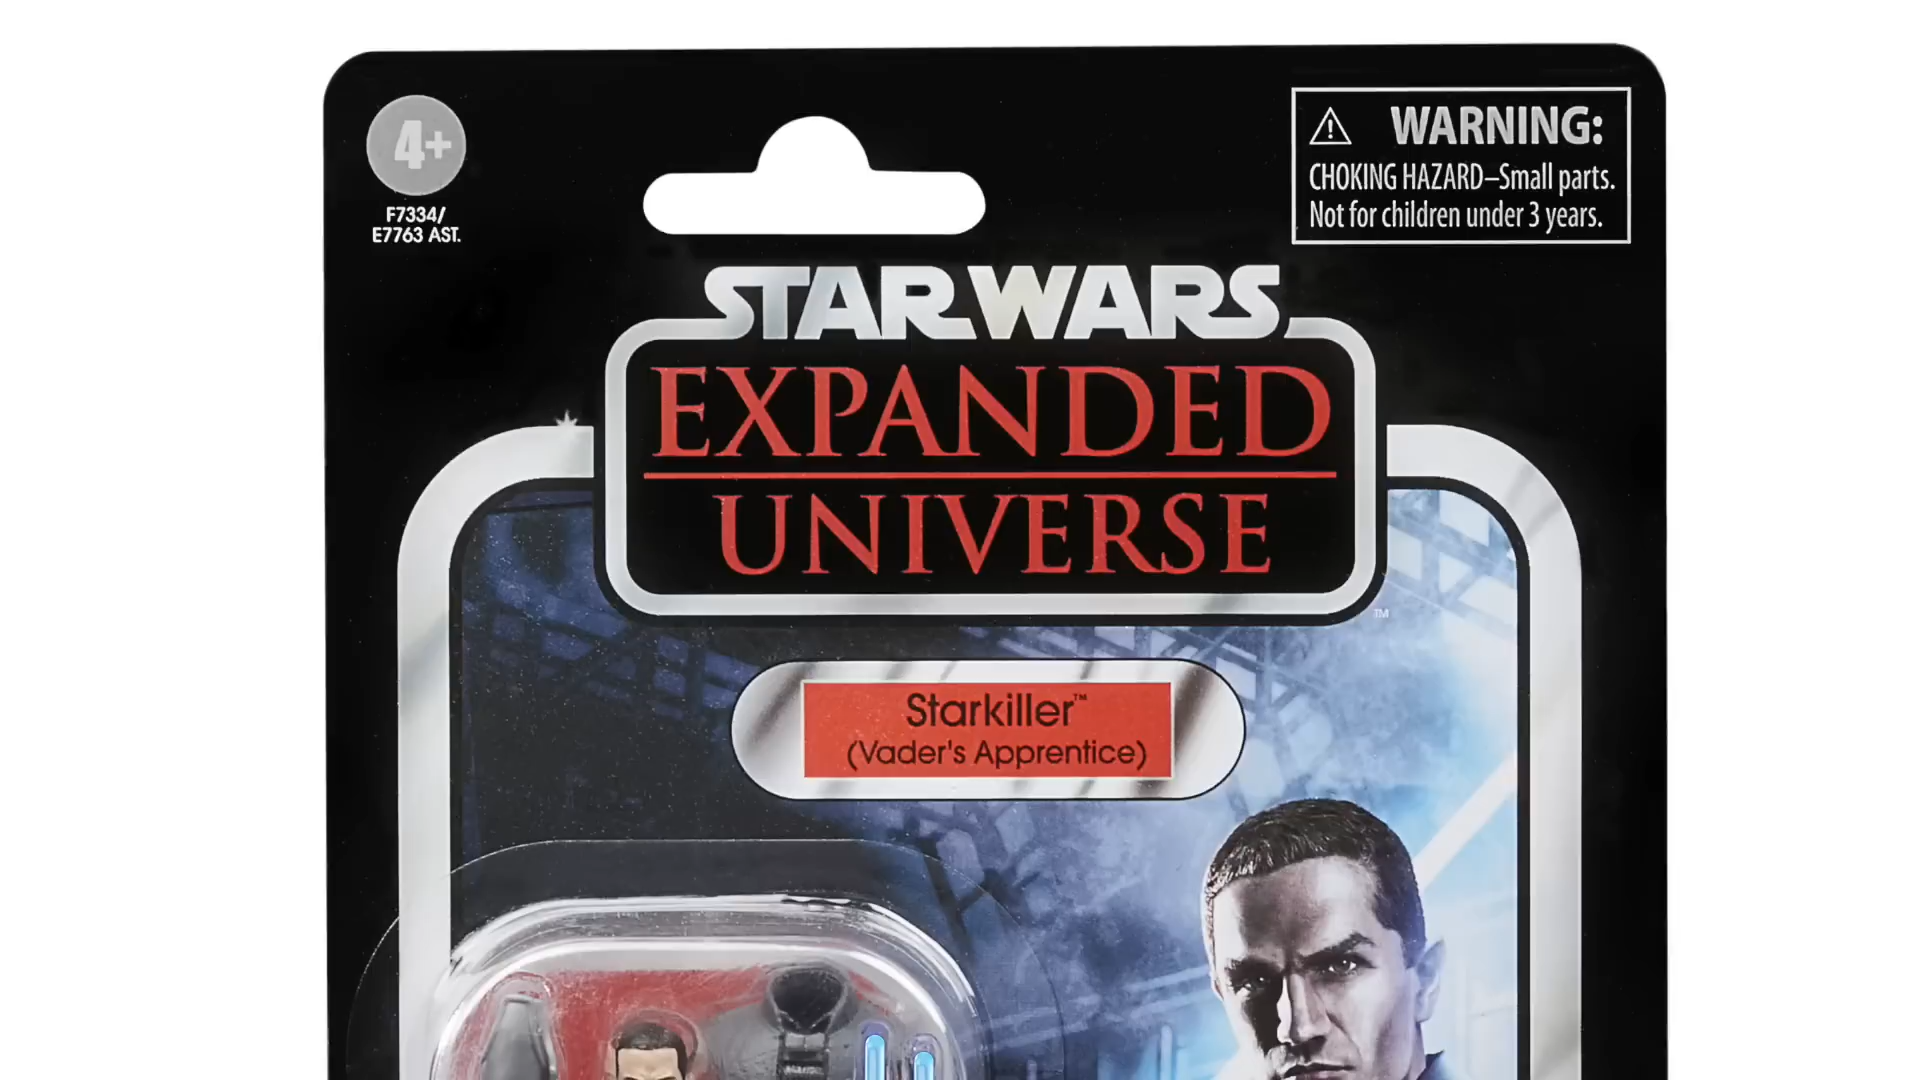 4+
F7334/
E7763 AST.
⚠ WARNING:
CHOKING HAZARD–Small parts.
Not for children under 3 years.
STAR WARS
EXPANDED
UNIVERSE
™
Starkiller™
(Vader's Apprentice)